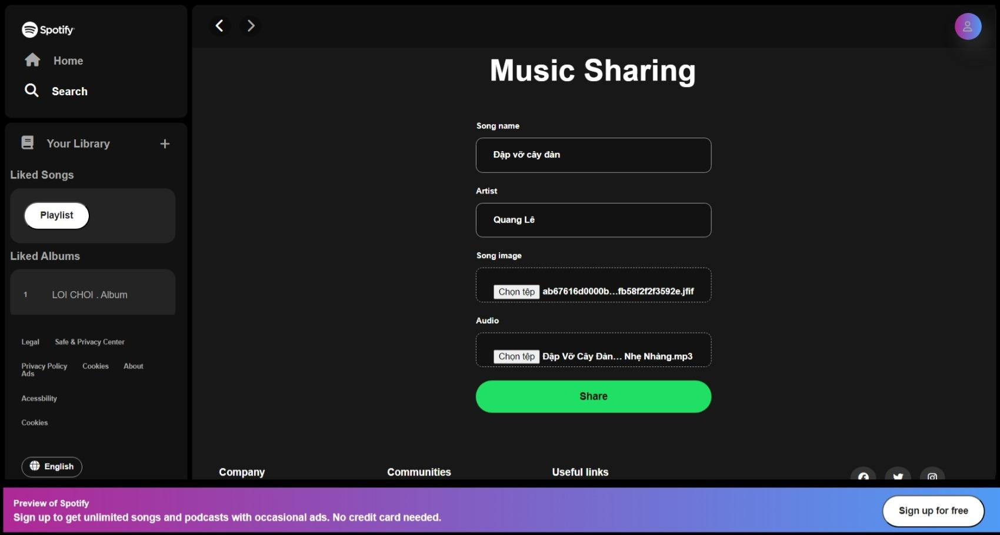 Spotify
Home
Search
Your Library
Liked Songs
Playlist
Liked Albums
1 LOI CHOI . Album
Legal Safe & Privacy Center
Privacy Policy Cookies About
Ads
Acessbility
Cookies
English
Music Sharing
Song name
Đập vỡ cây đàn
Artist
Quang Lê
Song image
Chọn tệp ab67616d0000b...fb58f2f2f3592e.jfif
Audio
Chọn tệp Đập Vỡ Cây Đàn... Nhẹ Nhàng.mp3
Share
Company Communities Useful links
Preview of Spotify
Sign up to get unlimited songs and podcasts with occasional ads. No credit card needed.
Sign up for free